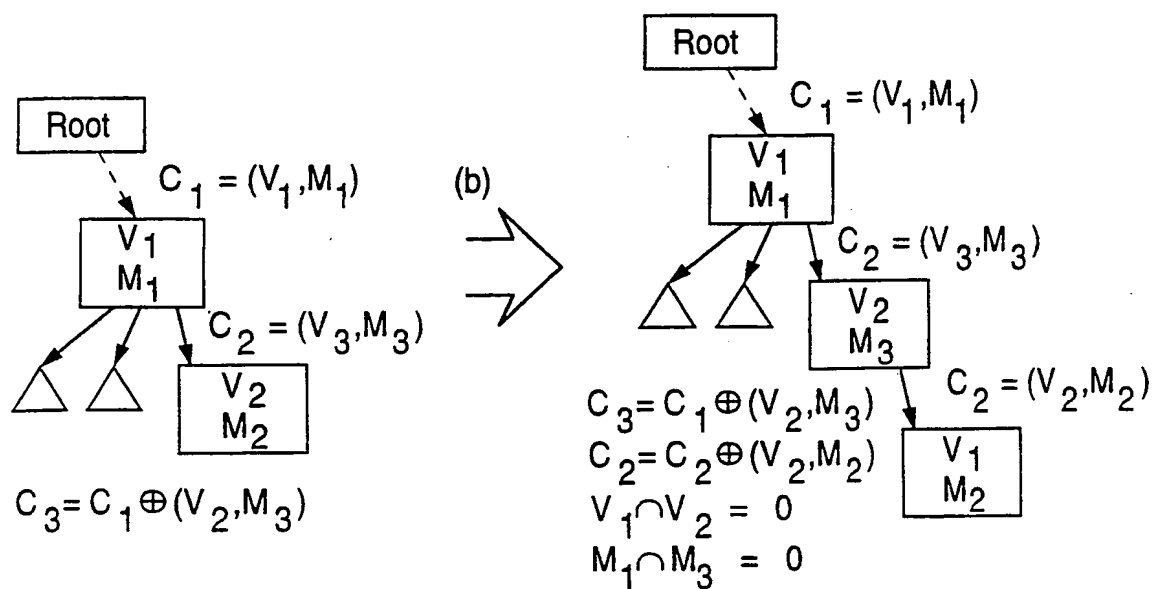 Root
C₁ = (V₁,M₁)
V₁
M₁
C₂ = (V₃,M₃)
V₂
M₂
C₃=C₁⊕(V₂,M₃)
(b)
Root
C₁ = (V₁,M₁)
V₁
M₁
C₂ = (V₃,M₃)
V₂
M₃
C₂ = (V₂,M₂)
V₁
M₂
C₃=C₁⊕(V₂,M₃)
C₂=C₂⊕(V₂,M₂)
V₁∩V₂ = 0
M₁∩M₃ = 0